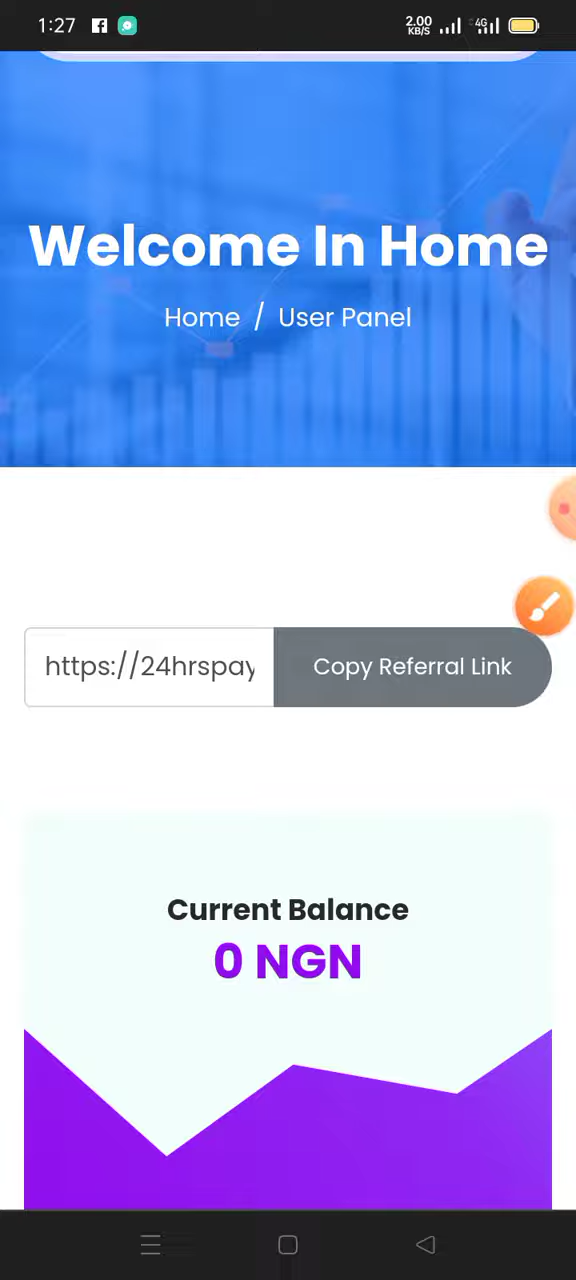 1:27
2.00
KB/S
4G
Welcome In Home
Home / User Panel
https://24hrspay
Copy Referral Link
Current Balance
0 NGN